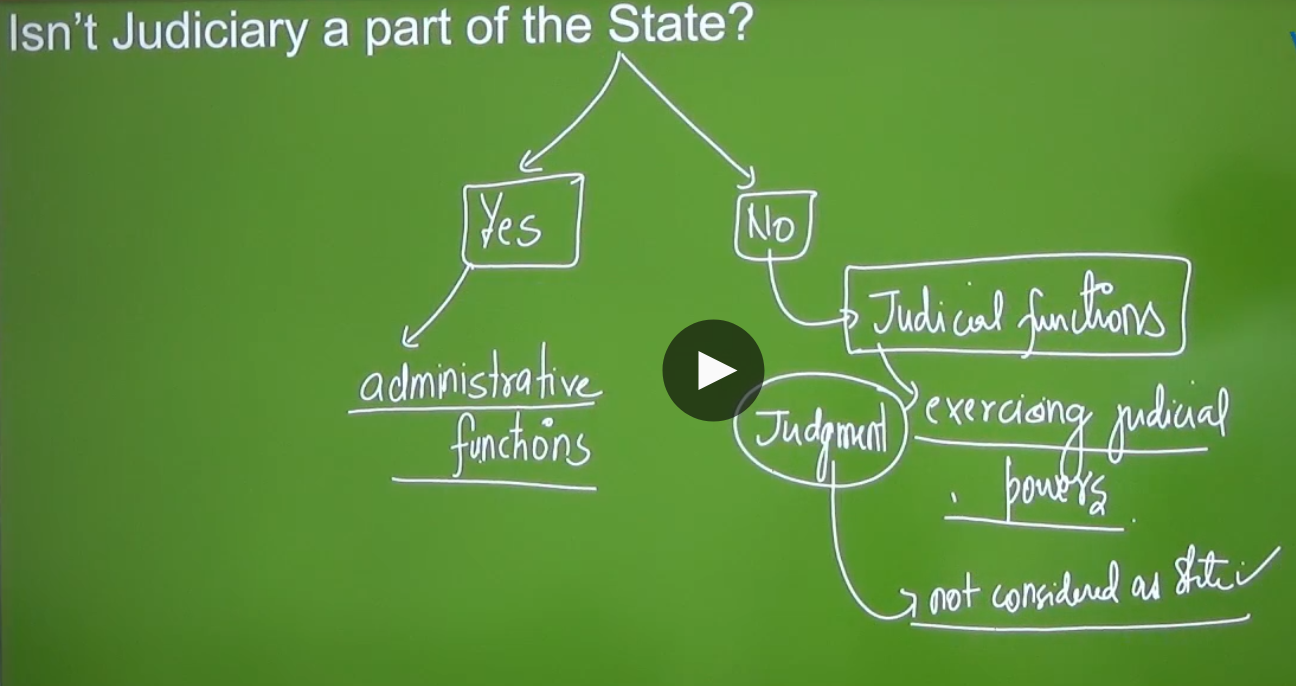 Isn't Judiciary a part of the State?
Yes
No
Judicial functions
administrative
functions
Judgment
exercising judicial
powers
not considered as State